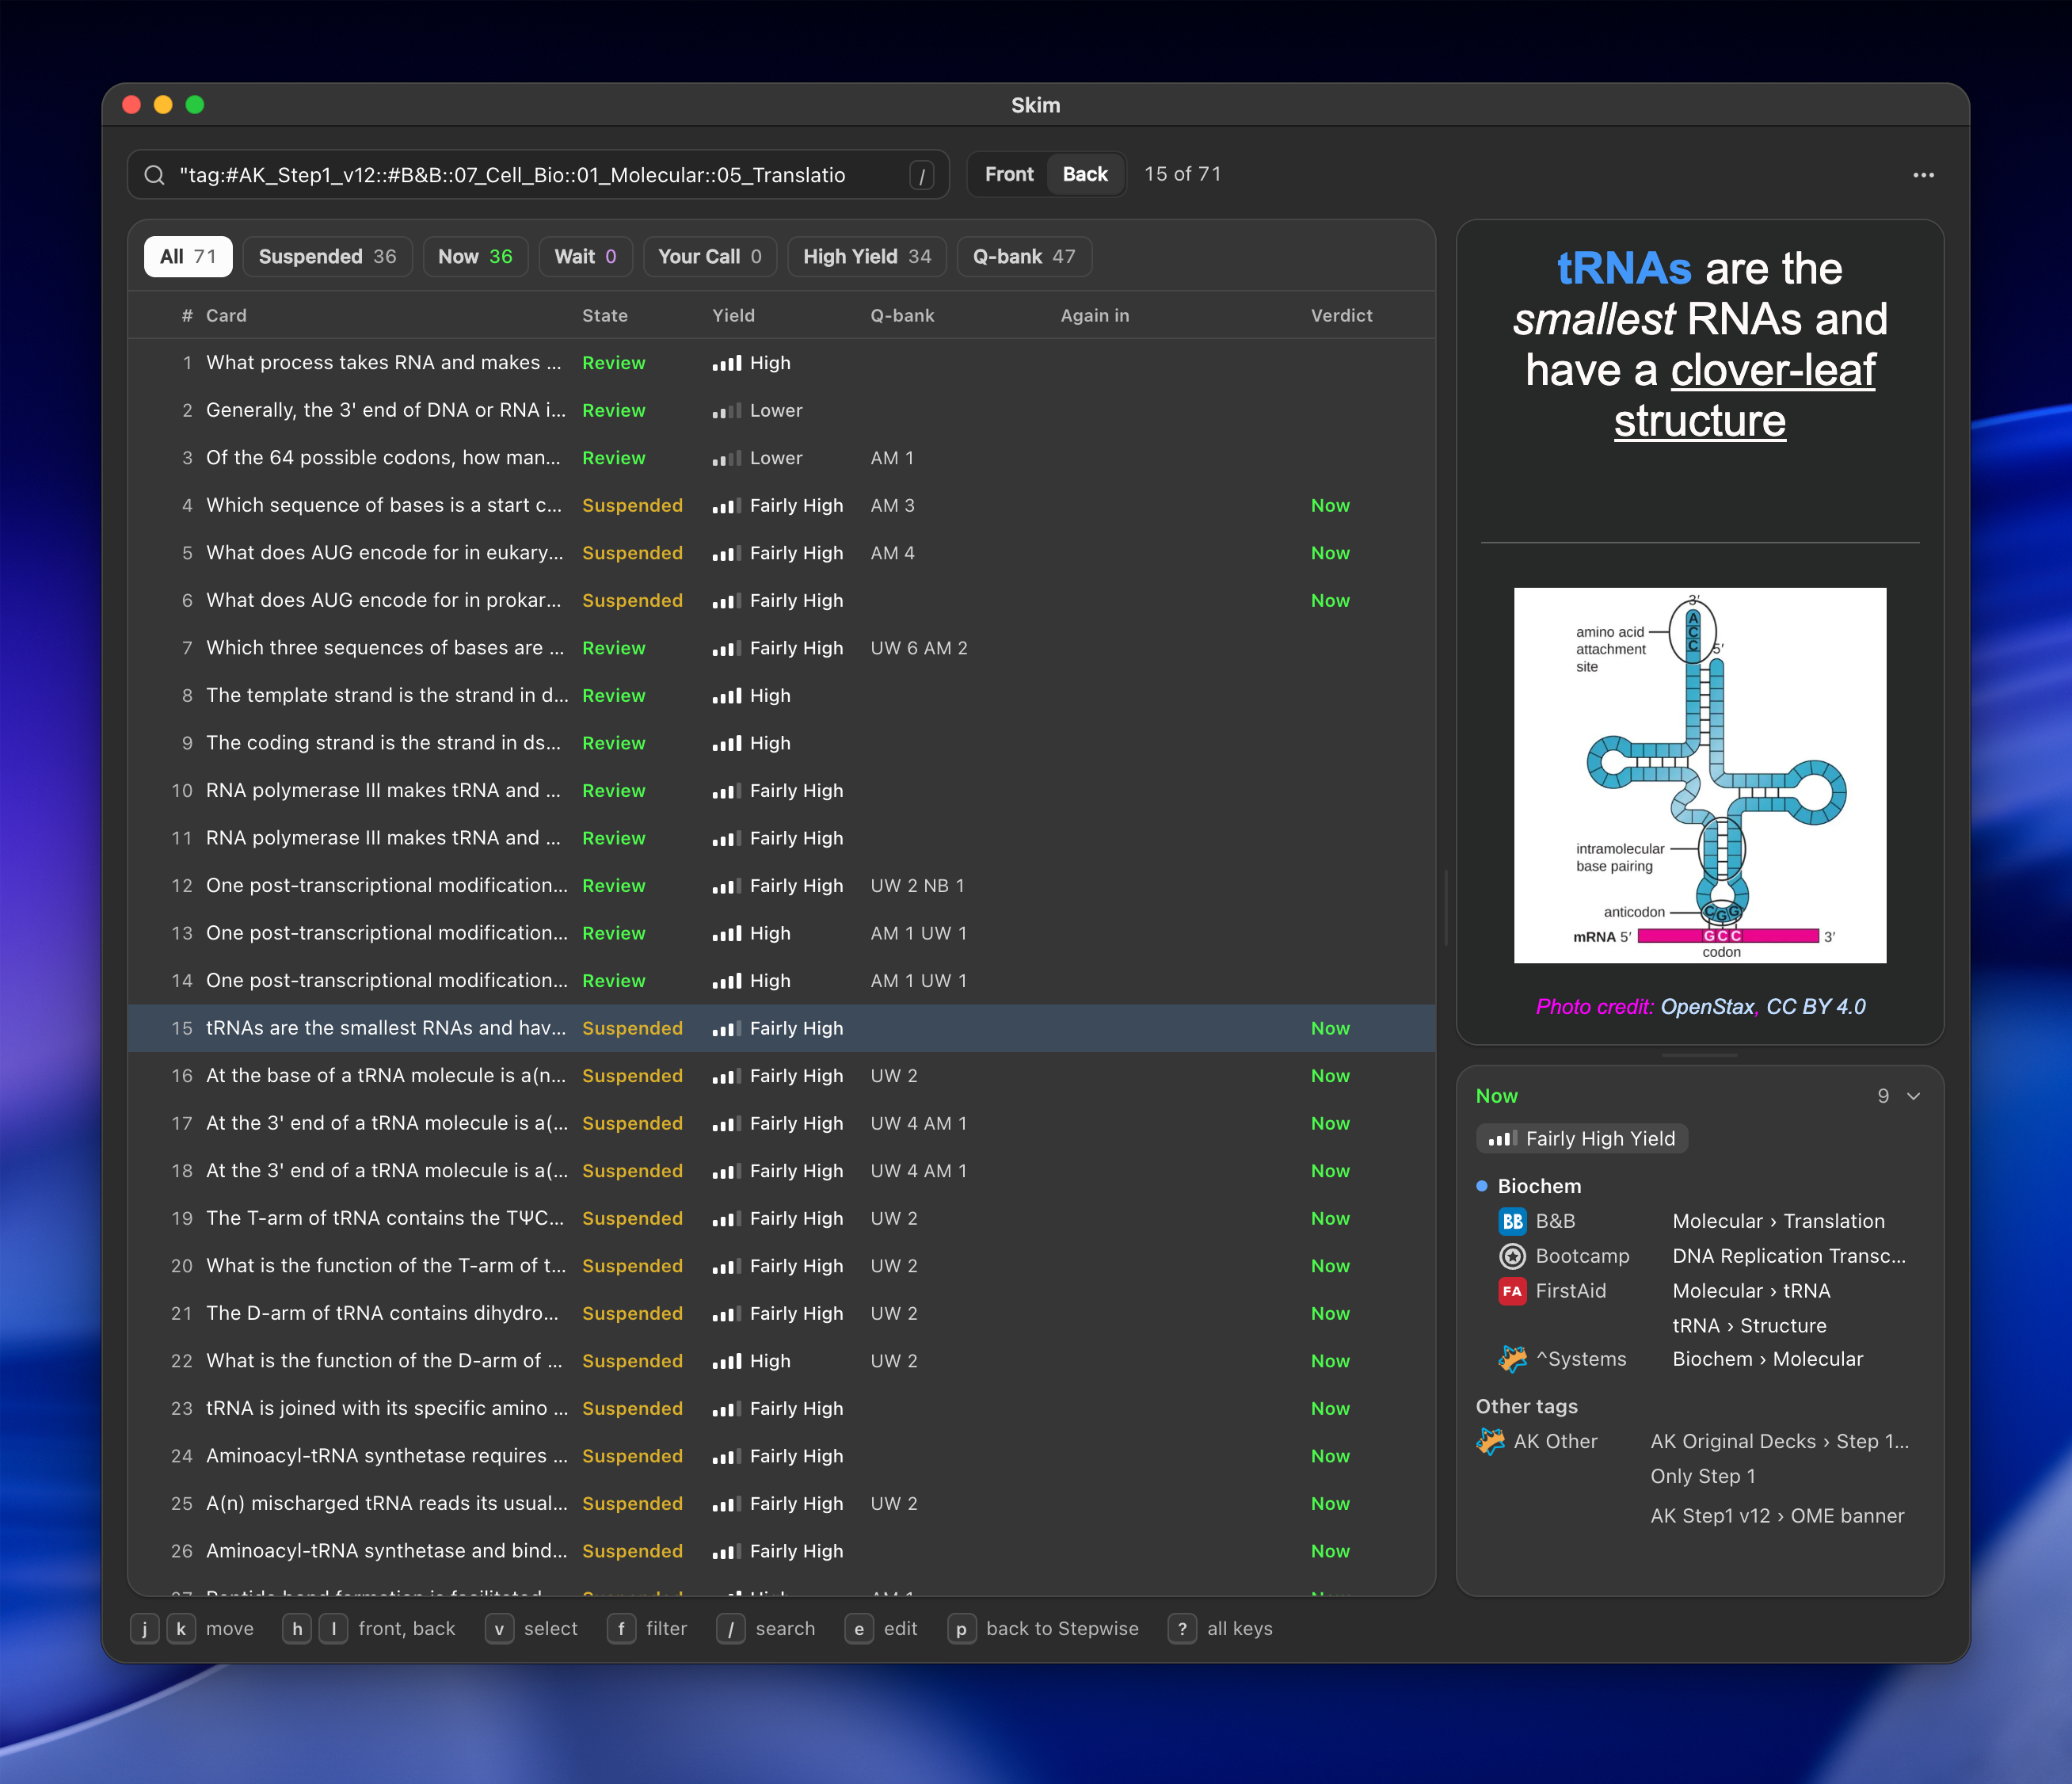 Skim
"tag:#AK_Step1_v12::#B&B::07_Cell_Bio::01_Molecular::05_Translatio /
Front Back 15 of 71
All 71 Suspended 36 Now 36 Wait 0 Your Call 0 High Yield 34 Q-bank 47
# Card State Yield Q-bank Again in Verdict
1 What process takes RNA and makes ... Review High
2 Generally, the 3' end of DNA or RNA i... Review Lower
3 Of the 64 possible codons, how man... Review Lower AM 1
4 Which sequence of bases is a start c... Suspended Fairly High AM 3 Now
5 What does AUG encode for in eukary... Suspended Fairly High AM 4 Now
6 What does AUG encode for in prokar... Suspended Fairly High Now
7 Which three sequences of bases are ... Review Fairly High UW 6 AM 2
8 The template strand is the strand in d... Review High
9 The coding strand is the strand in ds... Review High
10 RNA polymerase III makes tRNA and ... Review Fairly High
11 RNA polymerase III makes tRNA and ... Review Fairly High
12 One post-transcriptional modification... Review Fairly High UW 2 NB 1
13 One post-transcriptional modification... Review High AM 1 UW 1
14 One post-transcriptional modification... Review High AM 1 UW 1
15 tRNAs are the smallest RNAs and hav... Suspended Fairly High Now
16 At the base of a tRNA molecule is a(n... Suspended Fairly High UW 2 Now
17 At the 3' end of a tRNA molecule is a(... Suspended Fairly High UW 4 AM 1 Now
18 At the 3' end of a tRNA molecule is a(... Suspended Fairly High UW 4 AM 1 Now
19 The T-arm of tRNA contains the TΨC... Suspended Fairly High UW 2 Now
20 What is the function of the T-arm of t... Suspended Fairly High UW 2 Now
21 The D-arm of tRNA contains dihydro... Suspended Fairly High UW 2 Now
22 What is the function of the D-arm of ... Suspended High UW 2 Now
23 tRNA is joined with its specific amino ... Suspended Fairly High Now
24 Aminoacyl-tRNA synthetase requires ... Suspended Fairly High Now
25 A(n) mischarged tRNA reads its usual... Suspended Fairly High UW 2 Now
26 Aminoacyl-tRNA synthetase and bind... Suspended Fairly High Now
tRNAs are the
smallest RNAs and
have a clover-leaf
structure
3′
A
C
C
5′
amino acid
attachment
site
intramolecular
base pairing
anticodon
CGG
mRNA 5′ GCC 3′
codon
Photo credit: OpenStax, CC BY 4.0
Now 9
Fairly High Yield
Biochem
BB B&B Molecular › Translation
Bootcamp DNA Replication Transc...
FA FirstAid Molecular › tRNA
tRNA › Structure
^Systems Biochem › Molecular
Other tags
AK Other AK Original Decks › Step 1...
Only Step 1
AK Step1 v12 › OME banner
j k move h l front, back v select f filter / search e edit p back to Stepwise ? all keys